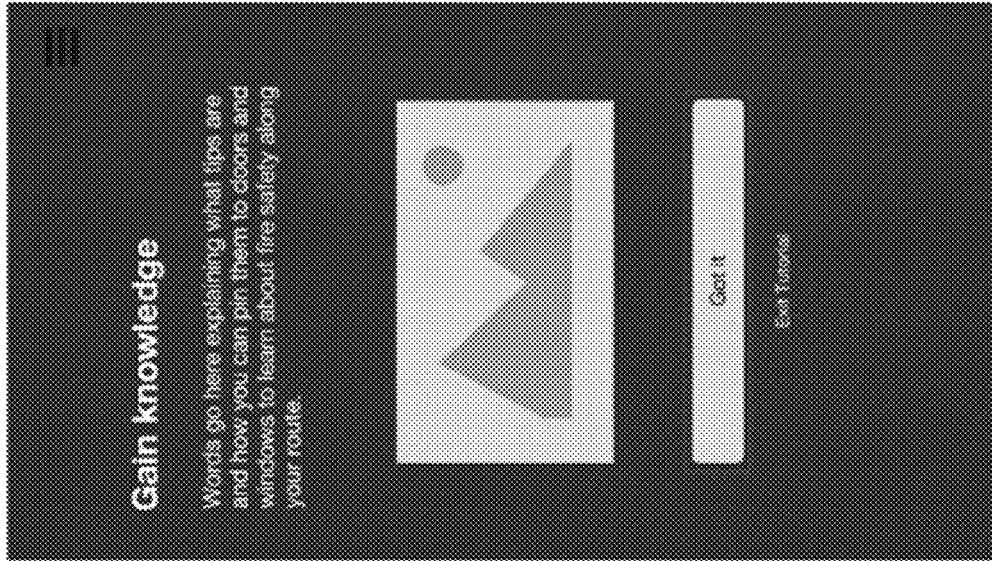 Gain knowledge
Words go here explaining what tips are
and how you can pin them to doors and
windows to learn about fire safety along
your route.
Got it
Exit Tutorial